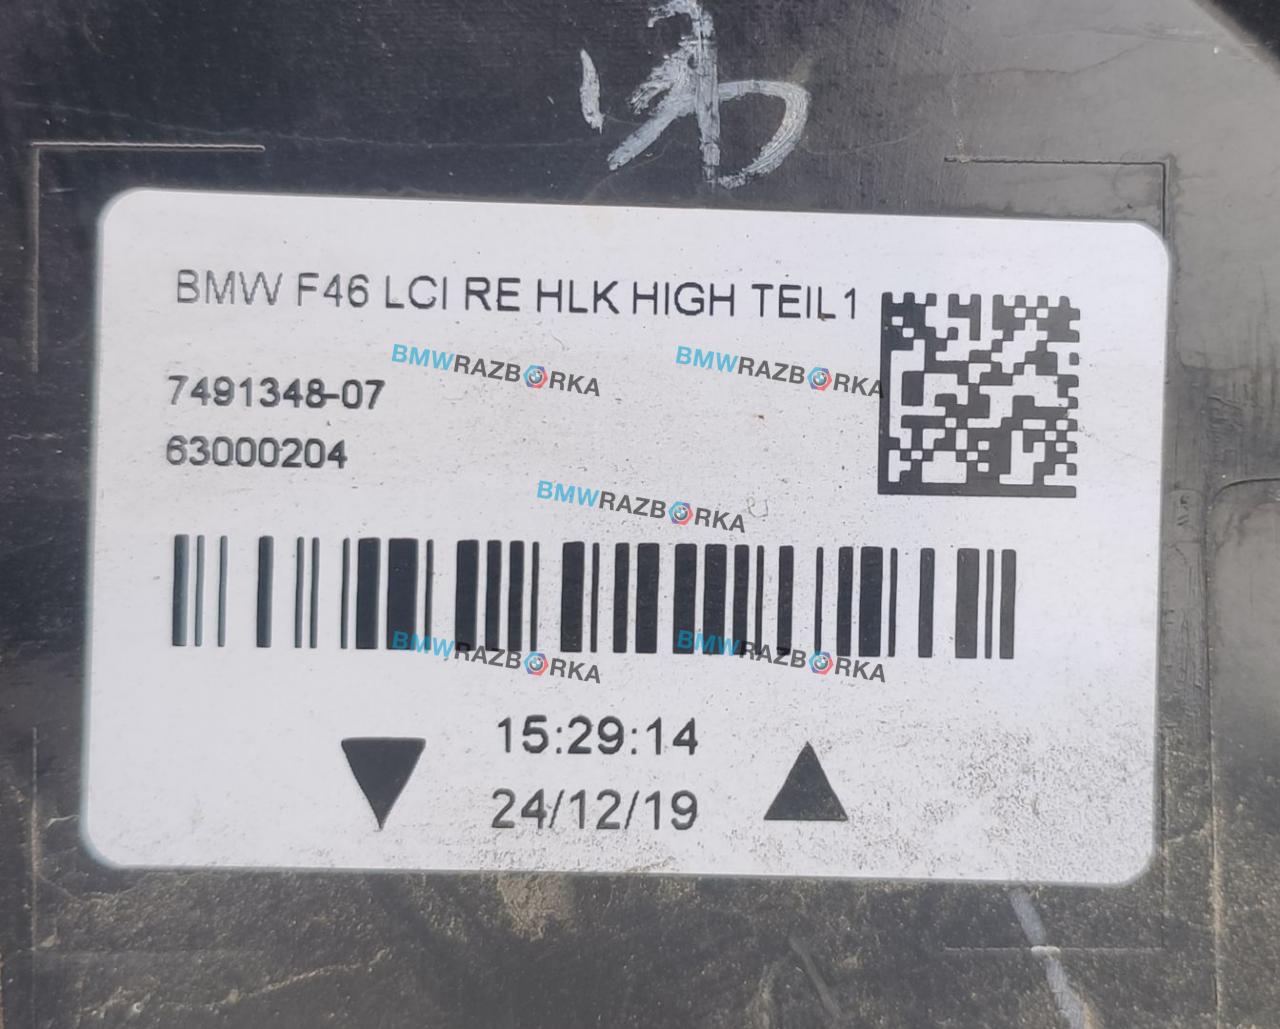 BMW F46 LCI RE HLK HIGH TEIL1
7491348-07
63000204
BMWRAZBORKA
BMWRAZBORKA
BMWRAZBORKA
BMWRAZBORKA
BMWRAZBORKA
15:29:14
24/12/19